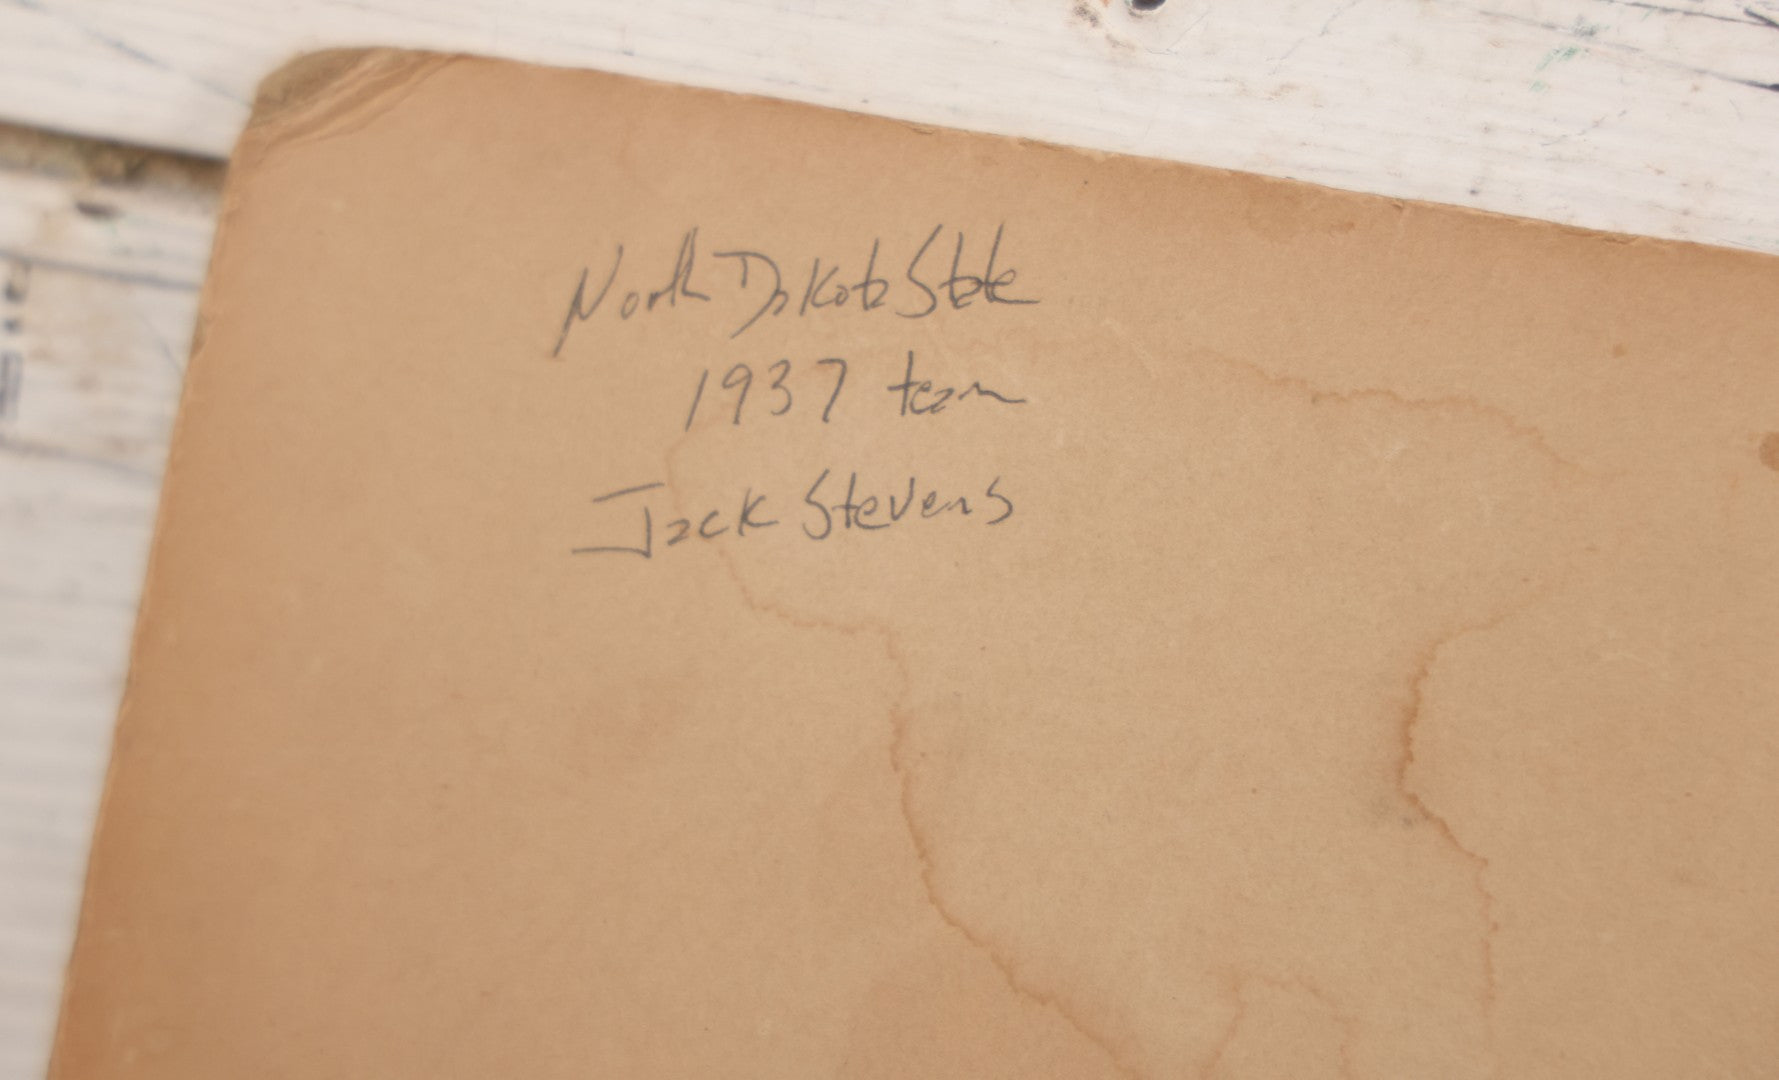 North Dakota State
1937 team
Jack Stevens